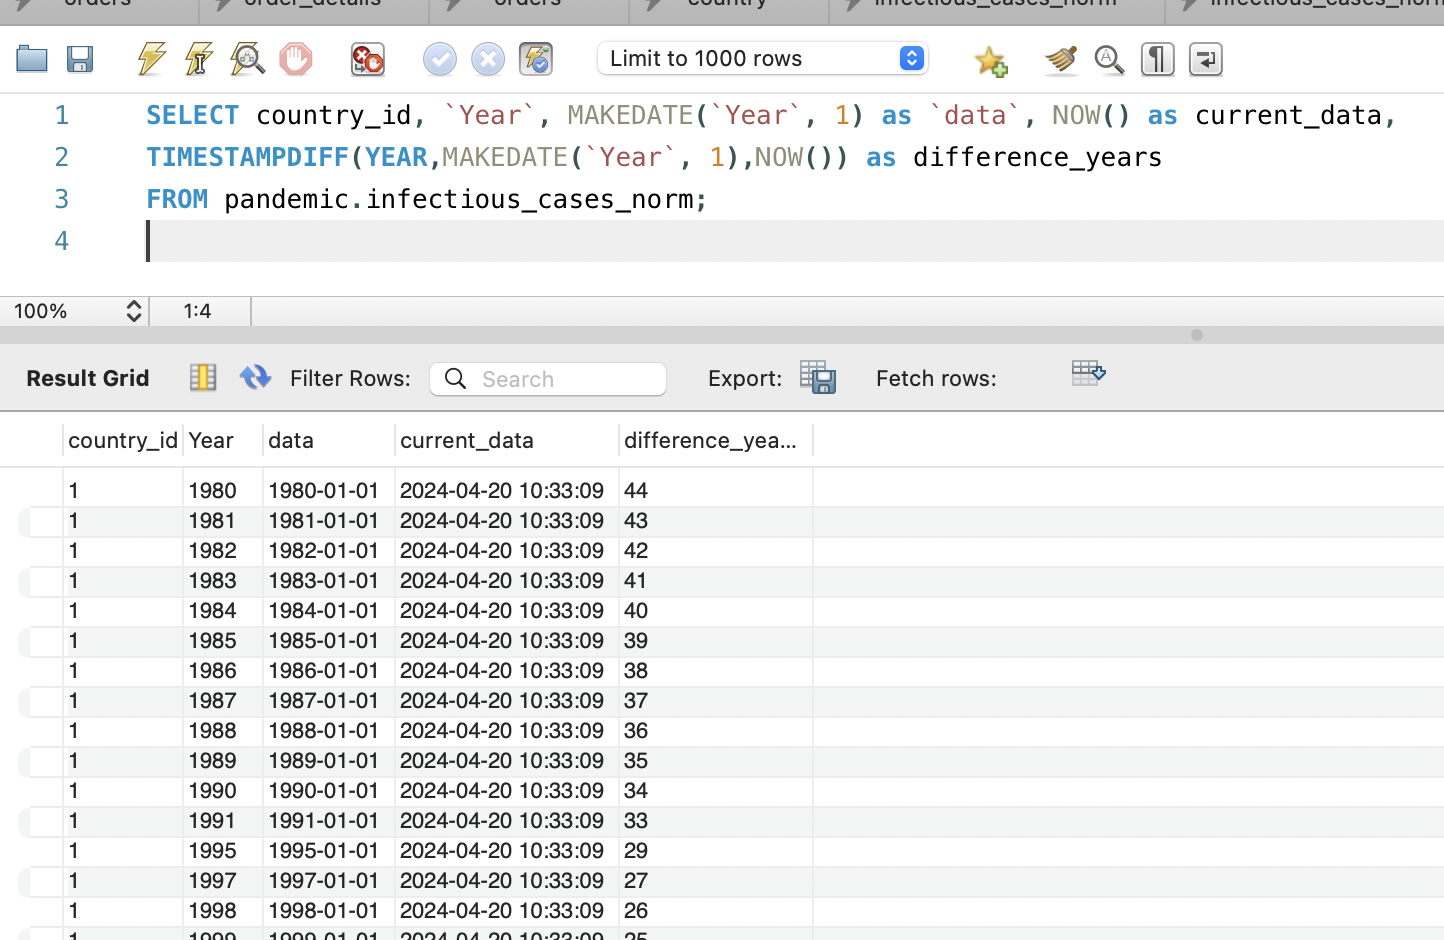 orders order_details orders country infectious_cases_norm
Limit to 1000 rows
1 SELECT country_id, `Year`, MAKEDATE(`Year`, 1) as `data`, NOW() as current_data,
2 TIMESTAMPDIFF(YEAR,MAKEDATE(`Year`, 1),NOW()) as difference_years
3 FROM pandemic.infectious_cases_norm;
4
100% 1:4
Result Grid Filter Rows: Search Export: Fetch rows:
country_id Year data current_data difference_yea...
1 1980 1980-01-01 2024-04-20 10:33:09 44
1 1981 1981-01-01 2024-04-20 10:33:09 43
1 1982 1982-01-01 2024-04-20 10:33:09 42
1 1983 1983-01-01 2024-04-20 10:33:09 41
1 1984 1984-01-01 2024-04-20 10:33:09 40
1 1985 1985-01-01 2024-04-20 10:33:09 39
1 1986 1986-01-01 2024-04-20 10:33:09 38
1 1987 1987-01-01 2024-04-20 10:33:09 37
1 1988 1988-01-01 2024-04-20 10:33:09 36
1 1989 1989-01-01 2024-04-20 10:33:09 35
1 1990 1990-01-01 2024-04-20 10:33:09 34
1 1991 1991-01-01 2024-04-20 10:33:09 33
1 1995 1995-01-01 2024-04-20 10:33:09 29
1 1997 1997-01-01 2024-04-20 10:33:09 27
1 1998 1998-01-01 2024-04-20 10:33:09 26
1 1999 1999-01-01 2024-04-20 10:33:09 25